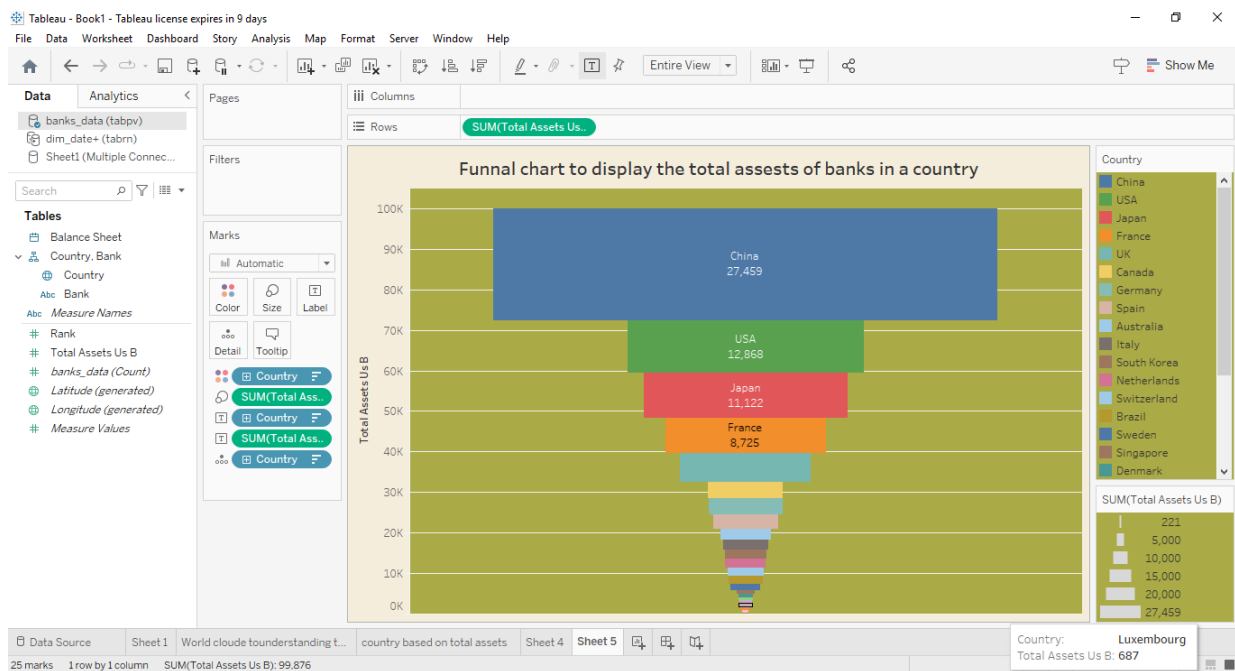 Tableau - Book1 - Tableau license expires in 9 days
File Data Worksheet Dashboard Story Analysis Map Format Server Window Help
Entire View
Show Me
Data Analytics
banks_data (tabpv)
dim_date+ (tabrn)
Sheet1 (Multiple Connec...
Search
Tables
Balance Sheet
Country, Bank
Country
Abc Bank
Abc Measure Names
Rank
Total Assets Us B
banks_data (Count)
Latitude (generated)
Longitude (generated)
Measure Values
Pages
Filters
Marks
Automatic
Color Size Label
Detail Tooltip
Country
SUM(Total Ass..
Country
SUM(Total Ass..
Country
Columns
Rows SUM(Total Assets Us..
Funnal chart to display the total assests of banks in a country
Total Assets Us B
100K
90K
80K
70K
60K
50K
40K
30K
20K
10K
0K
China
27,459
USA
12,868
Japan
11,122
France
8,725
Country
China
USA
Japan
France
UK
Canada
Germany
Spain
Australia
Italy
South Korea
Netherlands
Switzerland
Brazil
Sweden
Singapore
Denmark
SUM(Total Assets Us B)
221
5,000
10,000
15,000
20,000
27,459
Data Source Sheet 1 World cloude tounderstanding t... country based on total assets Sheet 4 Sheet 5
Country: Luxembourg
Total Assets Us B: 687
25 marks 1 row by 1 column SUM(Total Assets Us B): 99,876